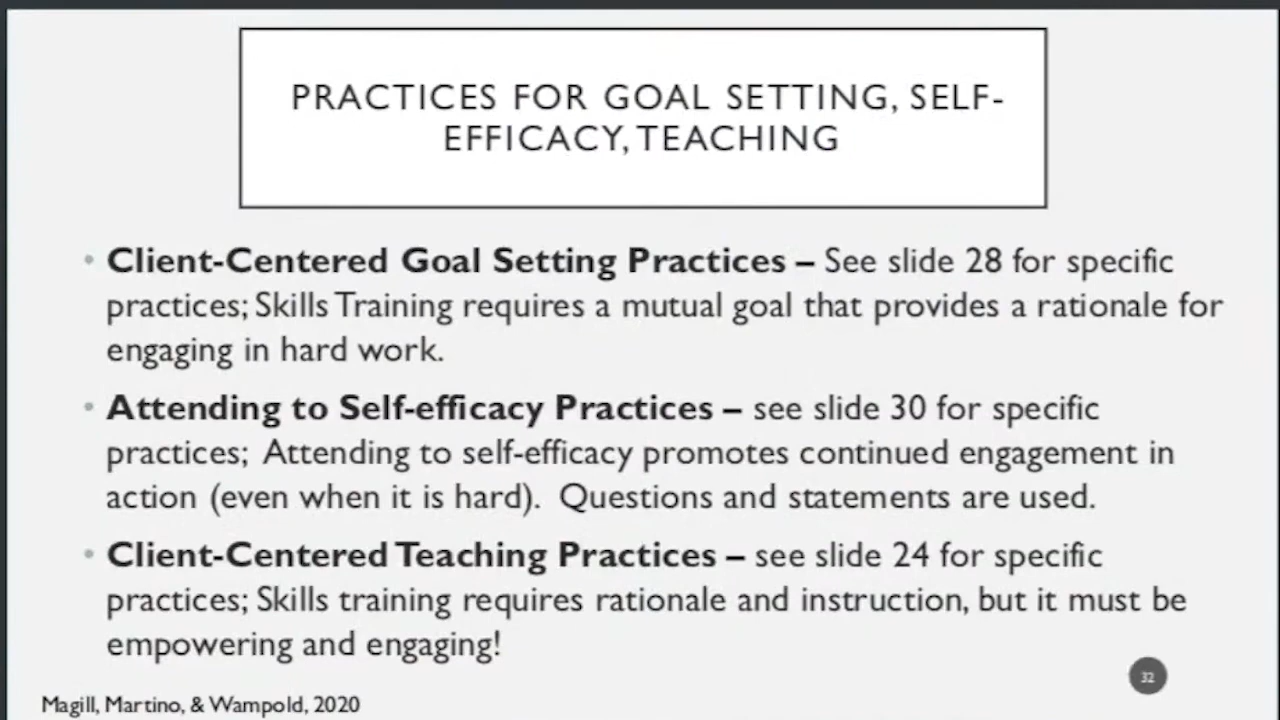 PRACTICES FOR GOAL SETTING, SELF-
EFFICACY, TEACHING
• Client-Centered Goal Setting Practices – See slide 28 for specific
practices; Skills Training requires a mutual goal that provides a rationale for
engaging in hard work.
• Attending to Self-efficacy Practices – see slide 30 for specific
practices; Attending to self-efficacy promotes continued engagement in
action (even when it is hard). Questions and statements are used.
• Client-Centered Teaching Practices – see slide 24 for specific
practices; Skills training requires rationale and instruction, but it must be
empowering and engaging!
32
Magill, Martino, & Wampold, 2020